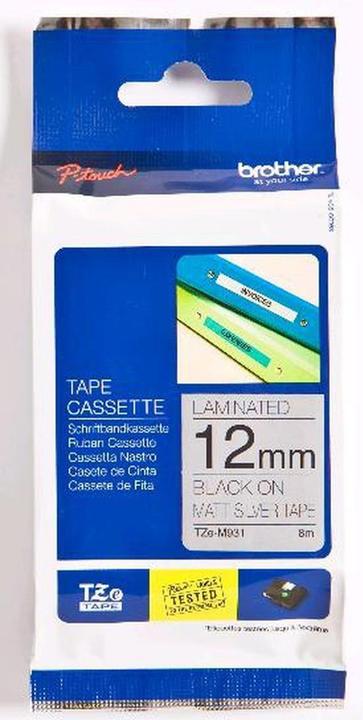 P-touch
brother
at your side
INVOICES
TAPE
CASSETTE
Schriftbandkassette
Ruban Cassette
Cassetta Nastro
Casete de Cinta
Cassete de Fita
LAMINATED
12mm
BLACK ON
MATT SILVER TAPE
TZe-M931 8m
TZe
TAPE
TESTED